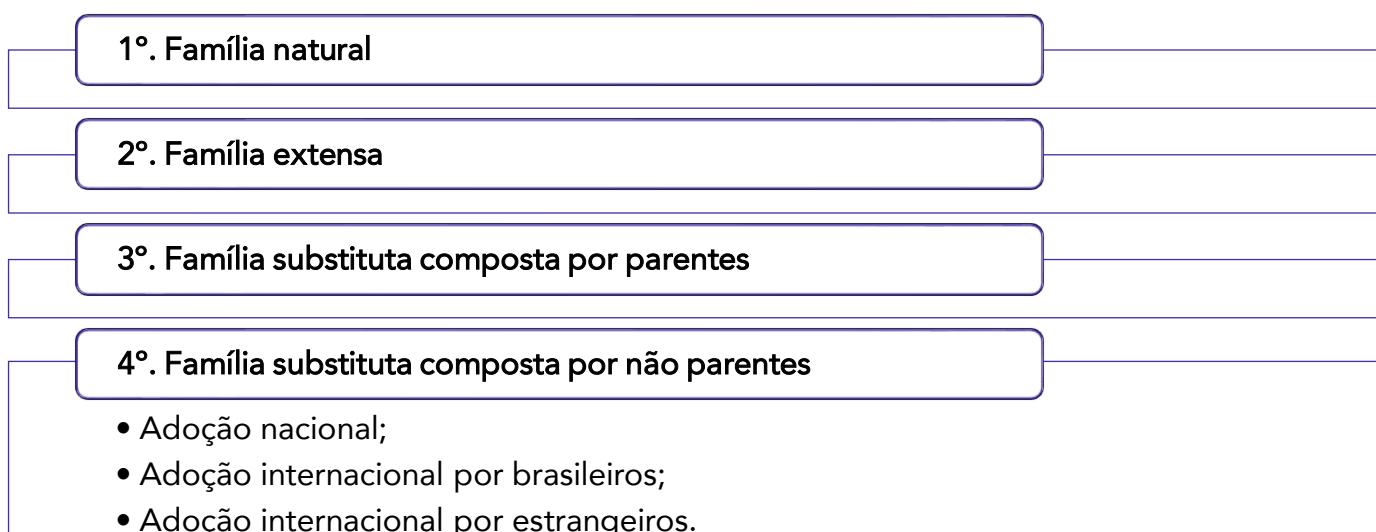 1º. Família natural
2º. Família extensa
3º. Família substituta composta por parentes
4º. Família substituta composta por não parentes
• Adoção nacional;
• Adoção internacional por brasileiros;
• Adoção internacional por estrangeiros.